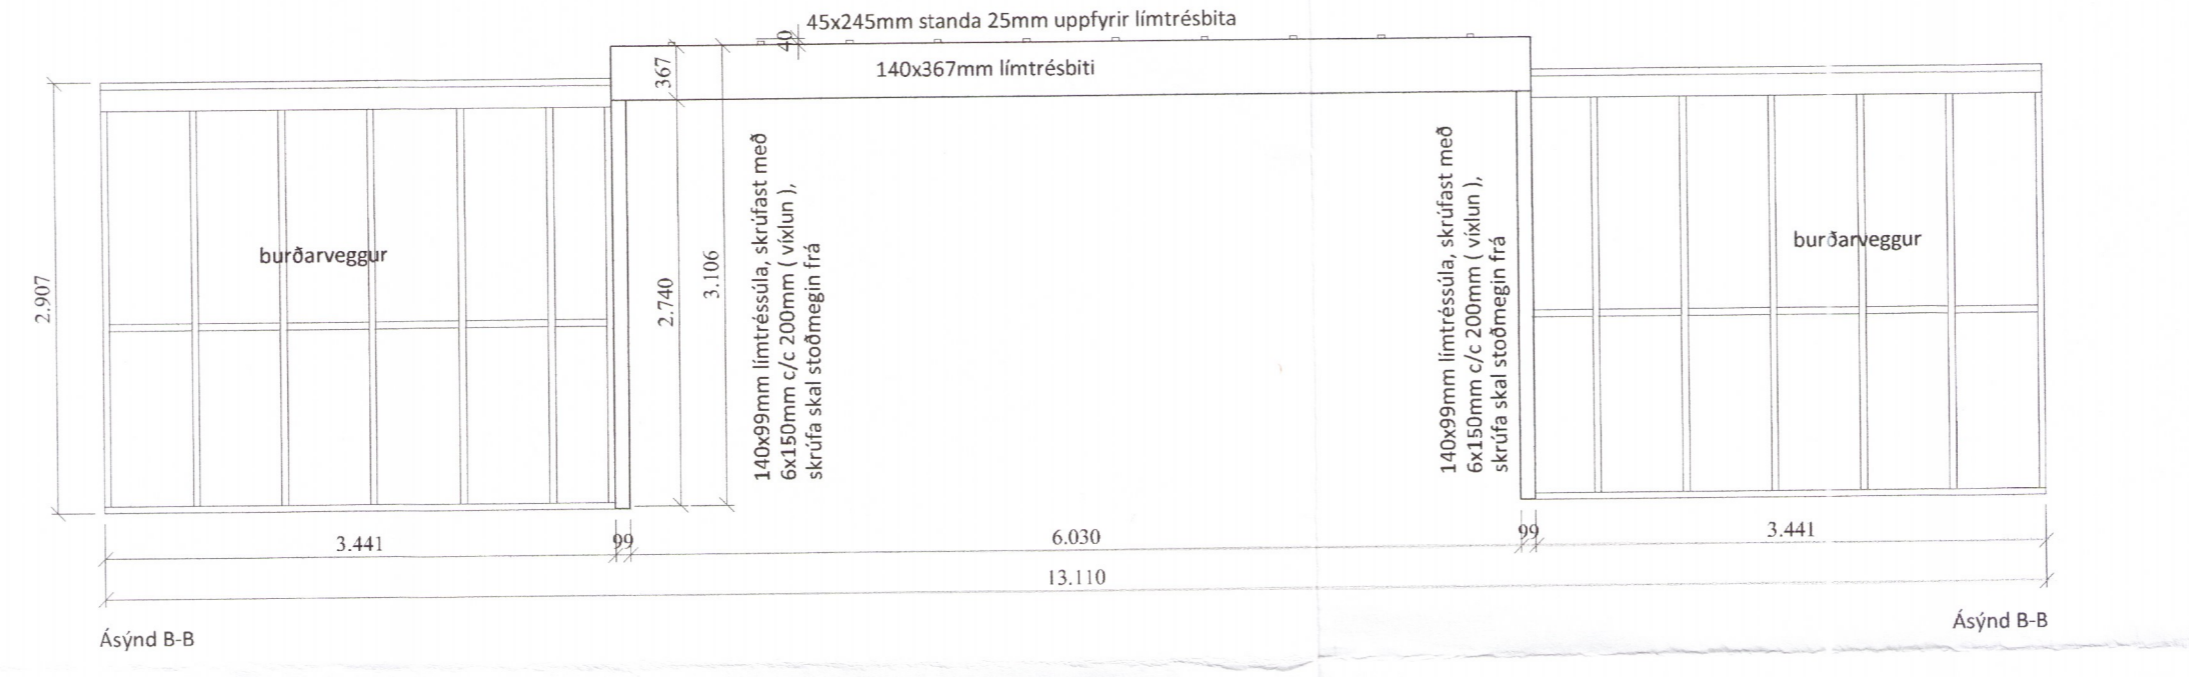 45x245mm standa 25mm uppfyrir límtrésbita
40
367
140x367mm límtrésbiti
140x99mm límtréssúla, skrúfast með
6x150mm c/c 200mm ( víxlun ),
skrúfa skal stoðmegin frá
140x99mm límtréssúla, skrúfast með
6x150mm c/c 200mm ( víxlun ),
skrúfa skal stoðmegin frá
burðarveggur
burðarveggur
2.907
2.740
3.106
3.441
99
6.030
99
3.441
13.110
Ásýnd B-B
Ásýnd B-B